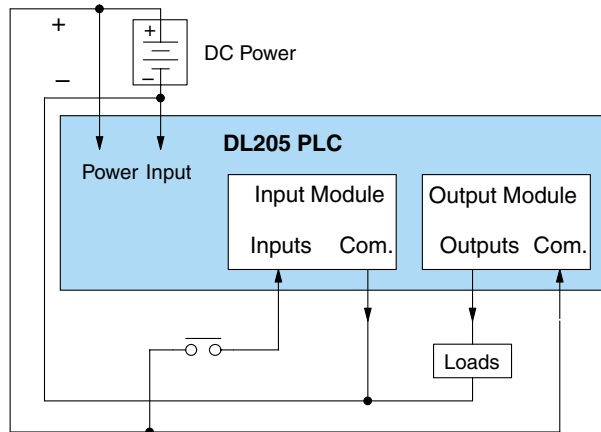 +
+
DC Power
–
–
DL205 PLC
Power Input
Input Module
Output Module
Inputs Com.
Outputs Com.
Loads